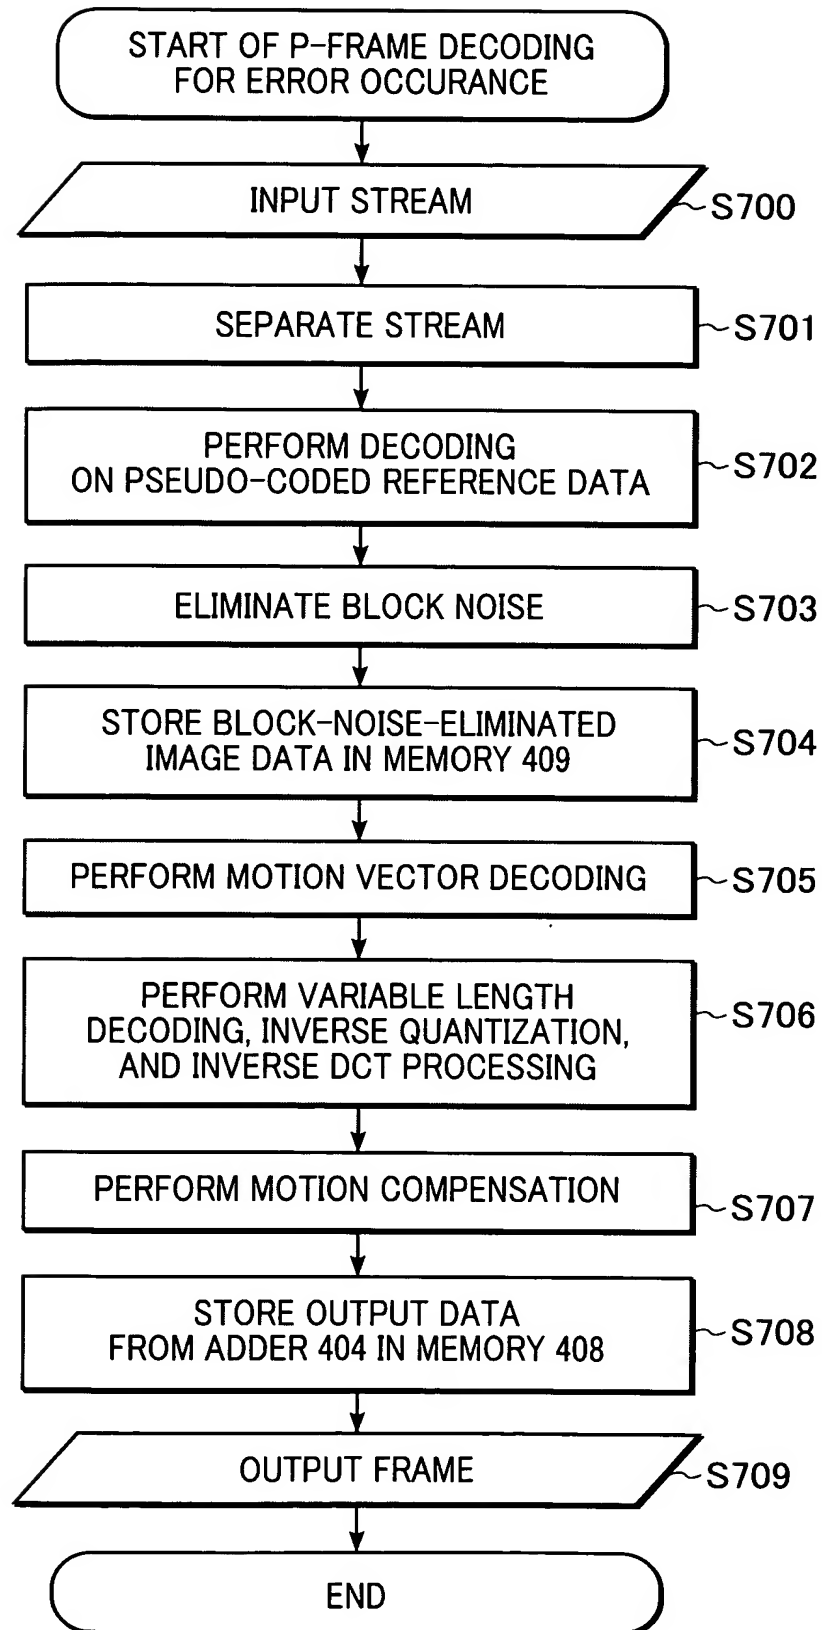 START OF P-FRAME DECODING
FOR ERROR OCCURANCE
INPUT STREAM
S700
SEPARATE STREAM
S701
PERFORM DECODING
ON PSEUDO-CODED REFERENCE DATA
S702
ELIMINATE BLOCK NOISE
S703
STORE BLOCK-NOISE-ELIMINATED
IMAGE DATA IN MEMORY 409
S704
PERFORM MOTION VECTOR DECODING
S705
PERFORM VARIABLE LENGTH
DECODING, INVERSE QUANTIZATION,
AND INVERSE DCT PROCESSING
S706
PERFORM MOTION COMPENSATION
S707
STORE OUTPUT DATA
FROM ADDER 404 IN MEMORY 408
S708
OUTPUT FRAME
S709
END